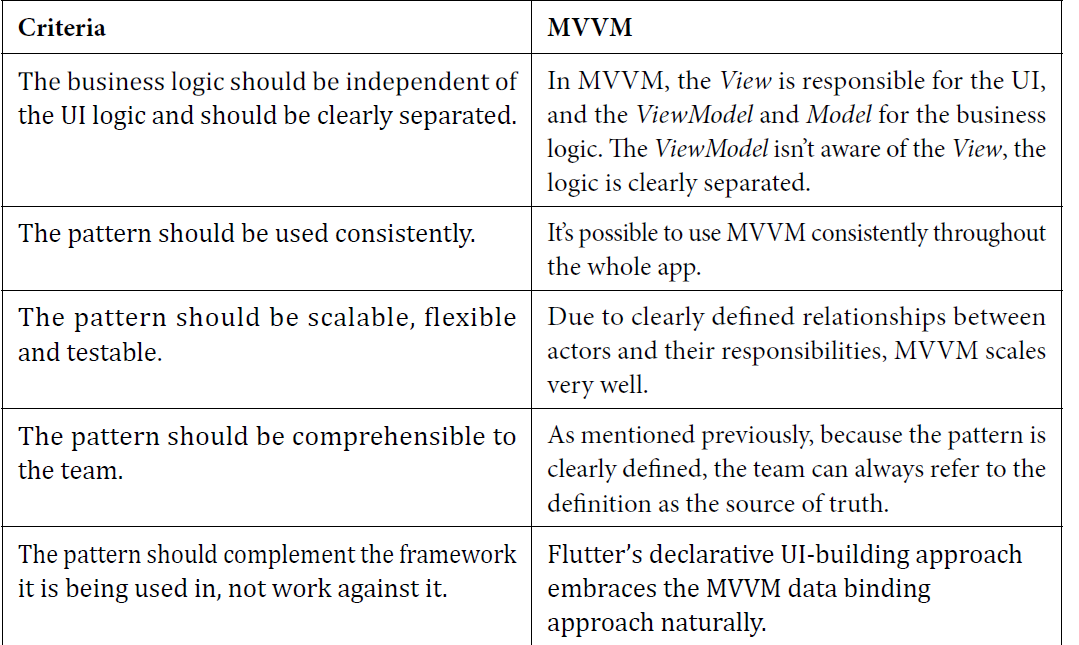 Criteria
MVVM
The business logic should be independent of
the UI logic and should be clearly separated.
In MVVM, the View is responsible for the UI,
and the ViewModel and Model for the business
logic. The ViewModel isn’t aware of the View, the
logic is clearly separated.
The pattern should be used consistently.
It’s possible to use MVVM consistently throughout
the whole app.
The pattern should be scalable, flexible
and testable.
Due to clearly defined relationships between
actors and their responsibilities, MVVM scales
very well.
The pattern should be comprehensible to
the team.
As mentioned previously, because the pattern is
clearly defined, the team can always refer to the
definition as the source of truth.
The pattern should complement the framework
it is being used in, not work against it.
Flutter’s declarative UI-building approach
embraces the MVVM data binding
approach naturally.